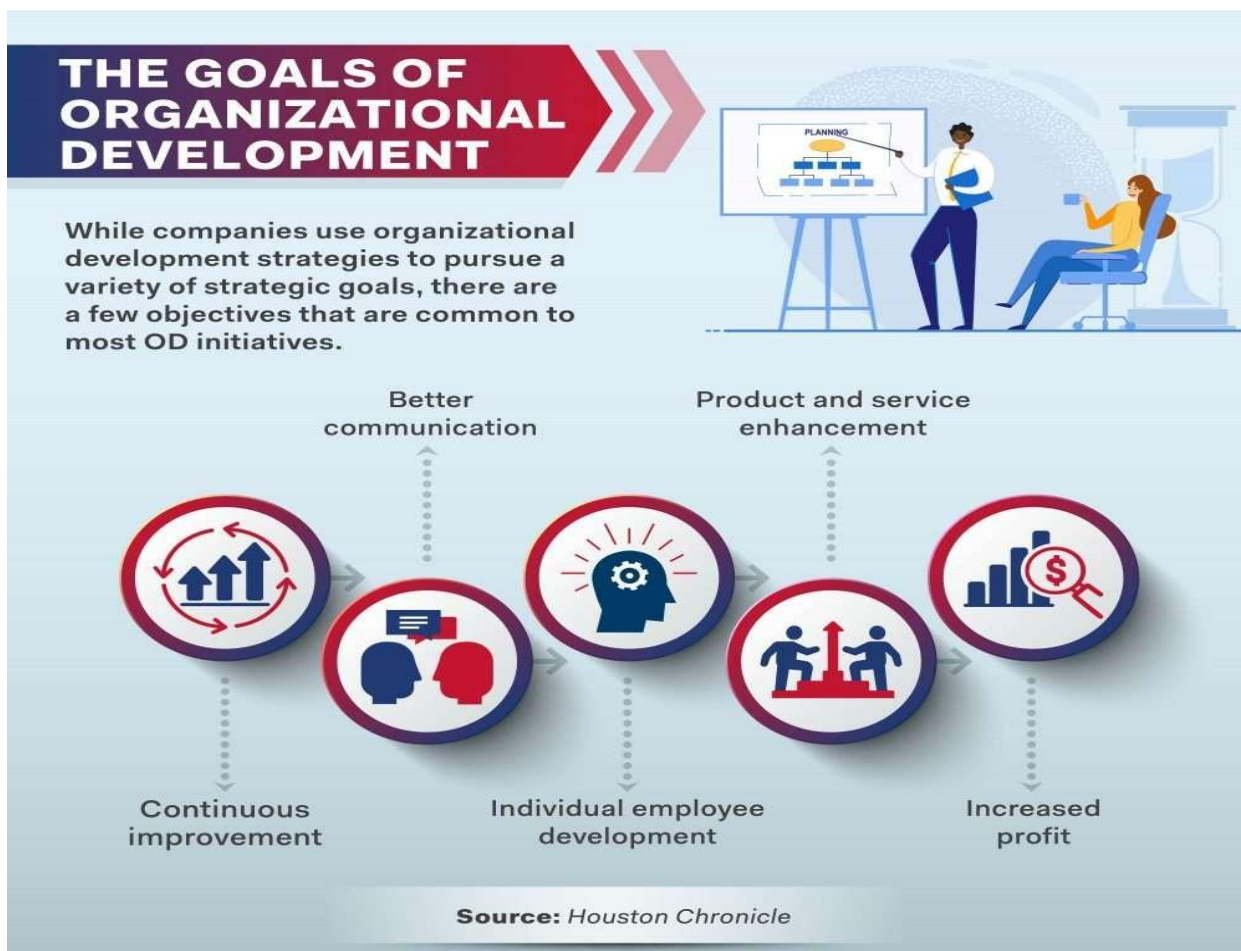 THE GOALS OF
ORGANIZATIONAL
DEVELOPMENT
PLANNING
While companies use organizational
development strategies to pursue a
variety of strategic goals, there are
a few objectives that are common to
most OD initiatives.
Better
communication
Product and service
enhancement
$
Continuous
improvement
Individual employee
development
Increased
profit
Source: Houston Chronicle